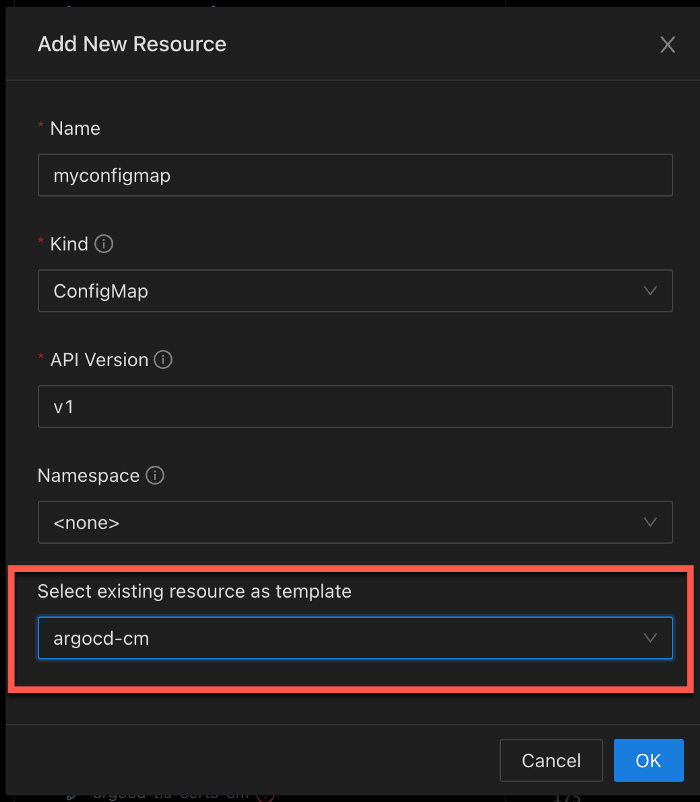 Add New Resource
* Name
myconfigmap
* Kind
ConfigMap
* API Version
v1
Namespace
<none>
Select existing resource as template
argocd-cm
Cancel
OK